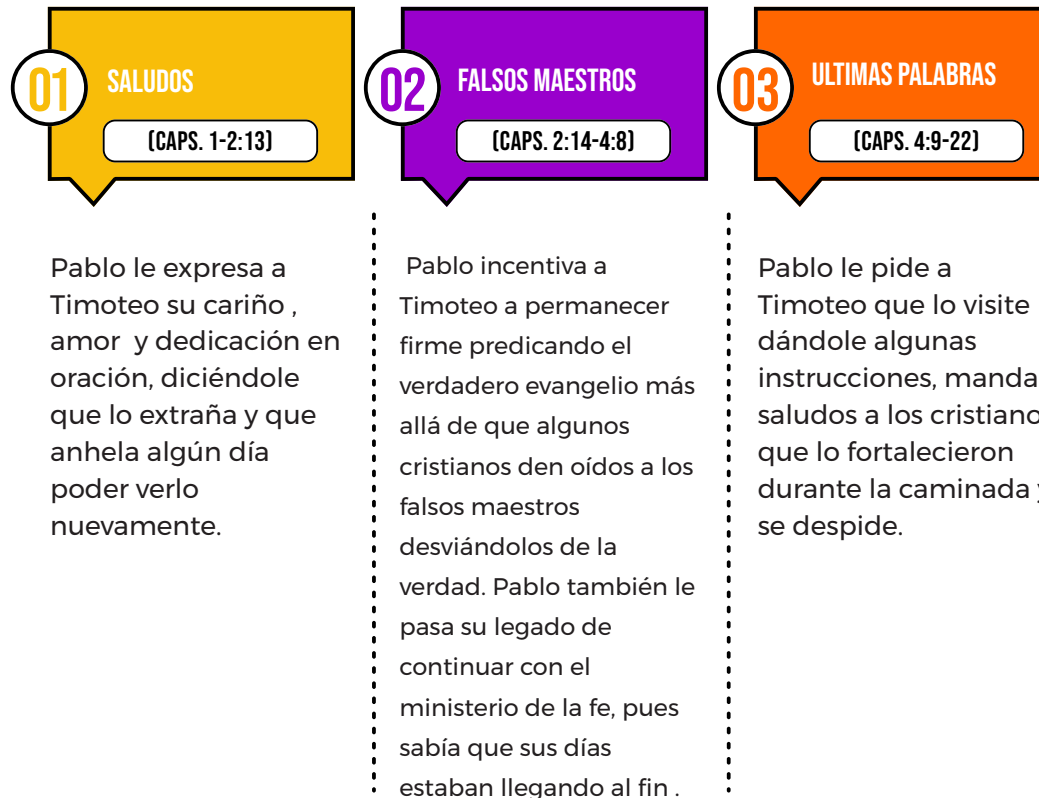 01
SALUDOS
(CAPS. 1-2:13)
Pablo le expresa a
Timoteo su cariño ,
amor y dedicación en
oración, diciéndole
que lo extraña y que
anhela algún día
poder verlo
nuevamente.
02
FALSOS MAESTROS
(CAPS. 2:14-4:8)
Pablo incentiva a
Timoteo a permanecer
firme predicando el
verdadero evangelio más
allá de que algunos
cristianos den oídos a los
falsos maestros
desviándolos de la
verdad. Pablo también le
pasa su legado de
continuar con el
ministerio de la fe, pues
sabía que sus días
estaban llegando al fin .
03
ULTIMAS PALABRAS
(CAPS. 4:9-22)
Pablo le pide a
Timoteo que lo visite
dándole algunas
instrucciones, manda
saludos a los cristiano
que lo fortalecieron
durante la caminada y
se despide.